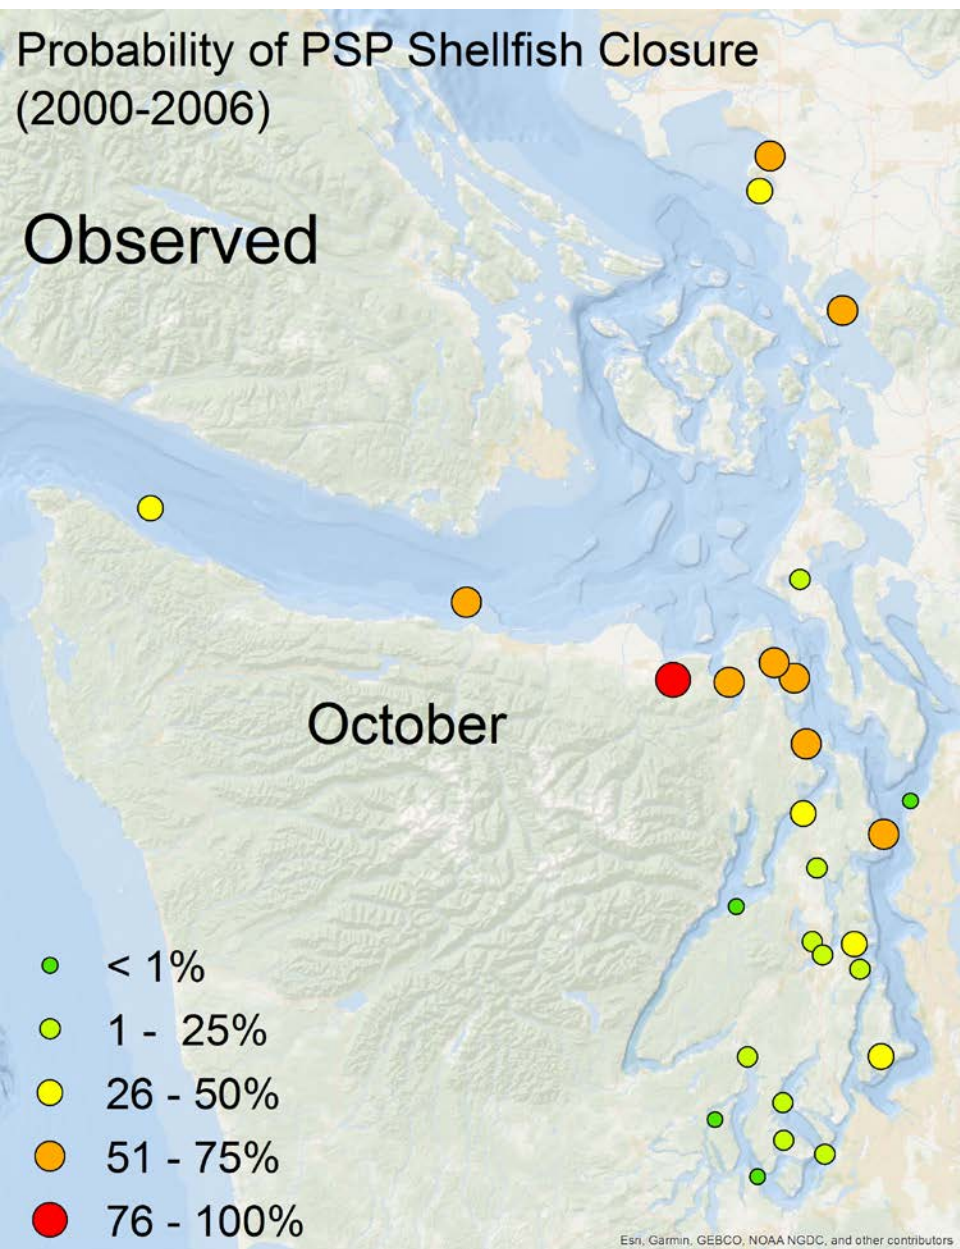 Probability of PSP Shellfish Closure
(2000-2006)
Observed
October
< 1%
1 - 25%
26 - 50%
51 - 75%
76 - 100%
Esri, Garmin, GEBCO, NOAA NGDC, and other contributors